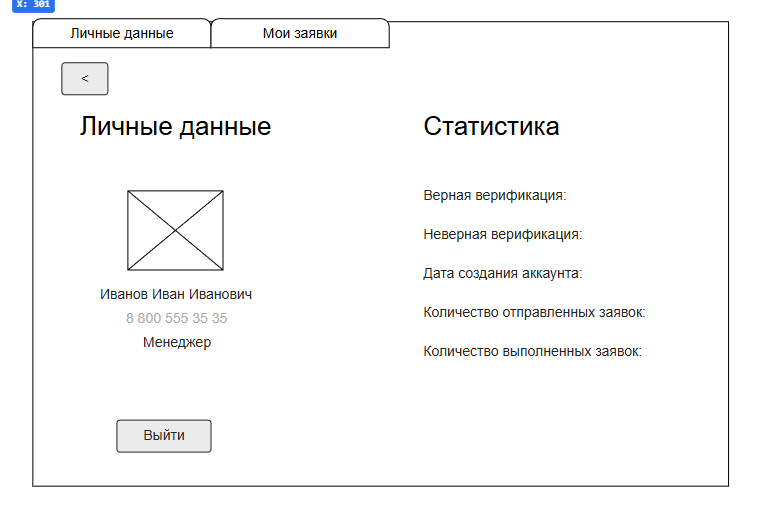 X: 301
Личные данные
Мои заявки
<
Личные данные
Статистика
Верная верификация:
Неверная верификация:
Дата создания аккаунта:
Количество отправленных заявок:
Количество выполненных заявок:
Иванов Иван Иванович
8 800 555 35 35
Менеджер
Выйти